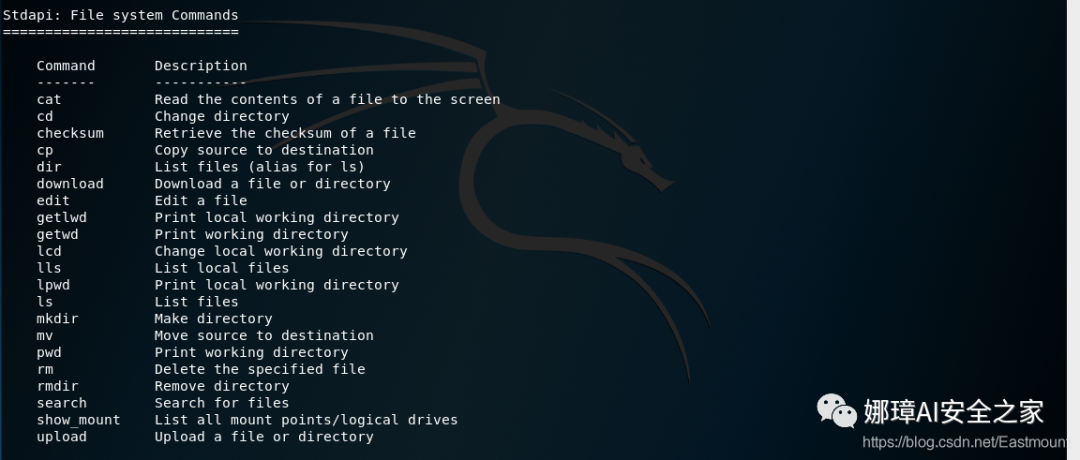 Stdapi: File system Commands
============================
Command Description
------- -----------
cat Read the contents of a file to the screen
cd Change directory
checksum Retrieve the checksum of a file
cp Copy source to destination
dir List files (alias for ls)
download Download a file or directory
edit Edit a file
getlwd Print local working directory
getwd Print working directory
lcd Change local working directory
lls List local files
lpwd Print local working directory
ls List files
mkdir Make directory
mv Move source to destination
pwd Print working directory
rm Delete the specified file
rmdir Remove directory
search Search for files
show_mount List all mount points/logical drives
upload Upload a file or directory
娜璋AI安全之家
https://blog.csdn.net/Eastmount